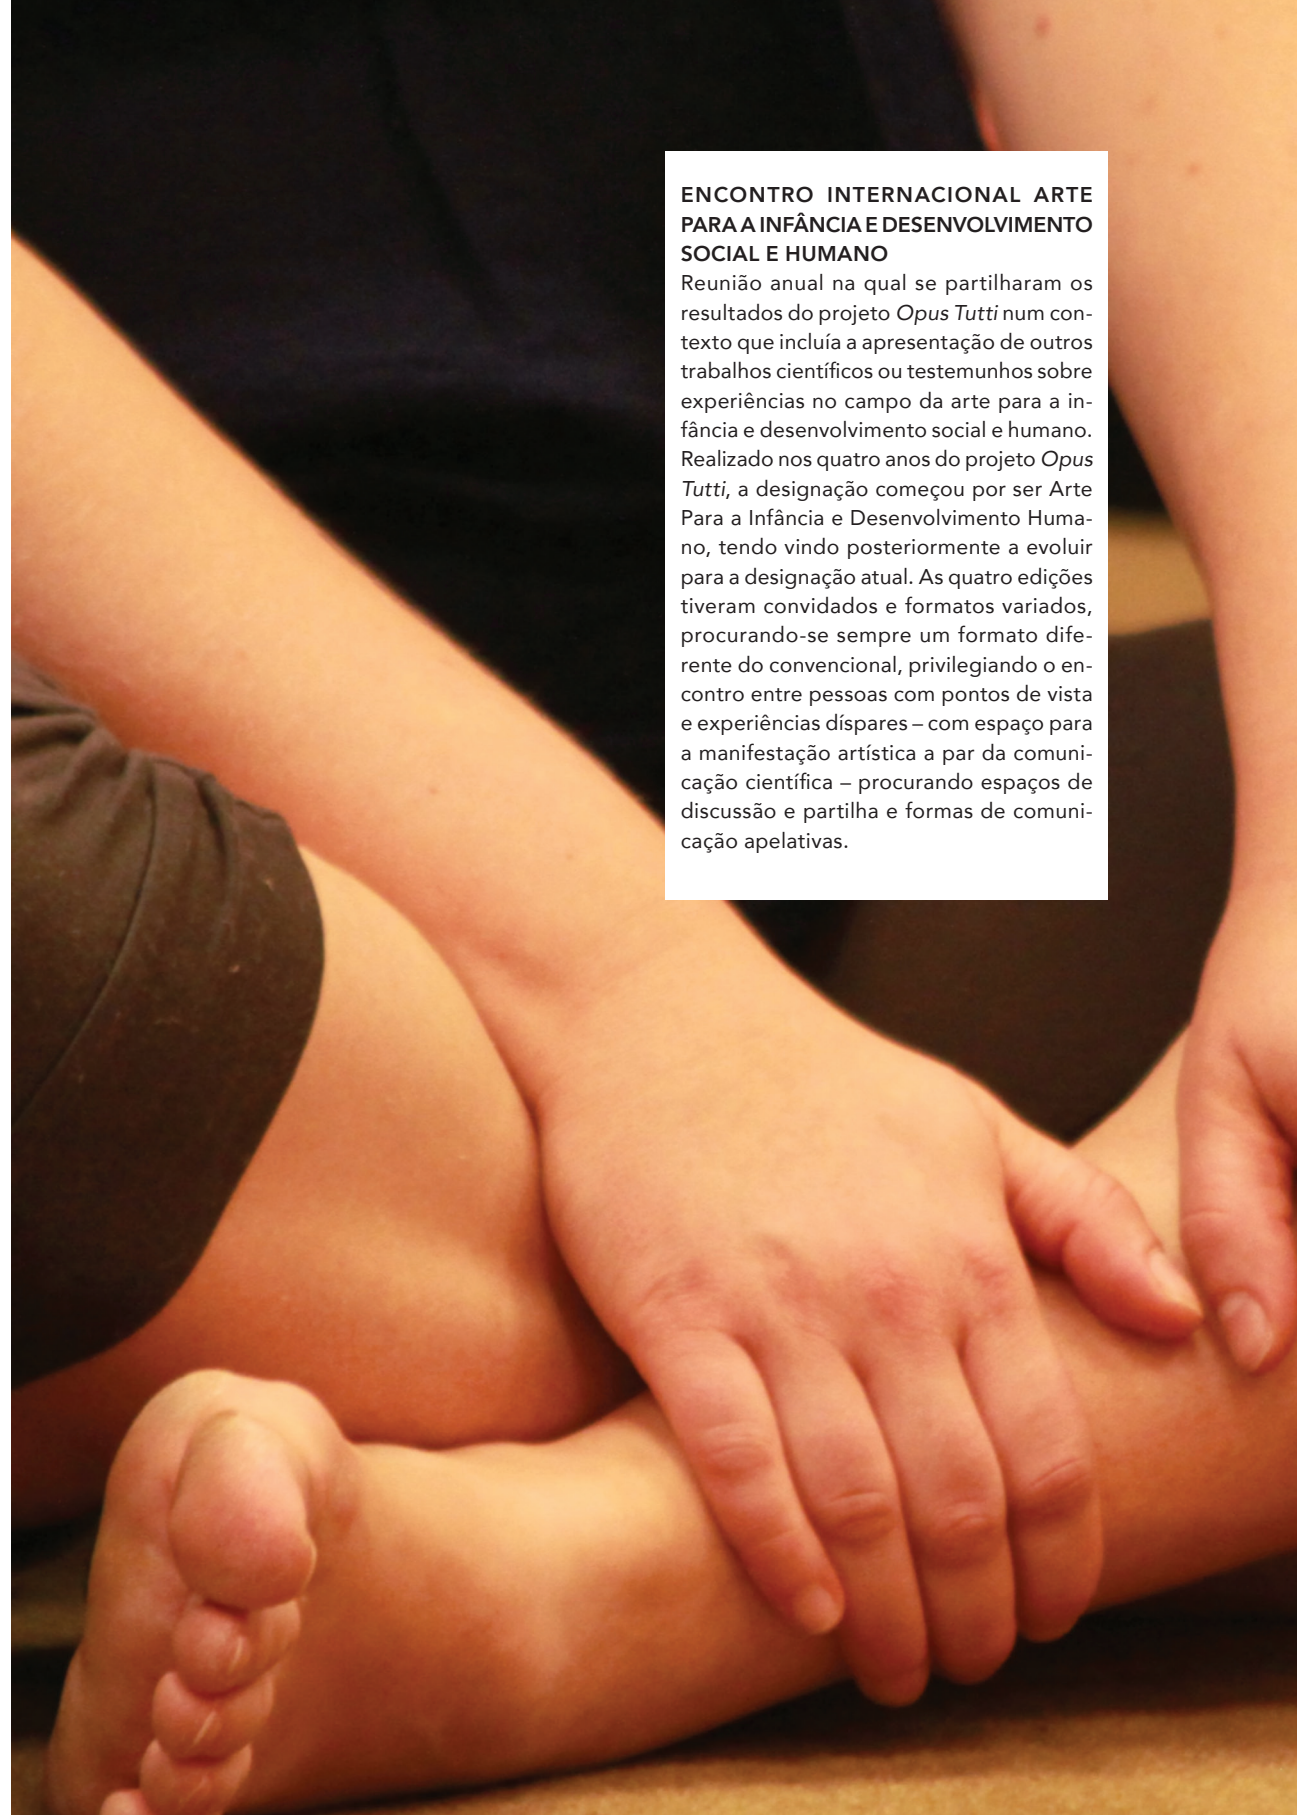 ENCONTRO INTERNACIONAL ARTE
PARA A INFÂNCIA E DESENVOLVIMENTO
SOCIAL E HUMANO
Reunião anual na qual se partilharam os
resultados do projeto Opus Tutti num con-
texto que incluía a apresentação de outros
trabalhos científicos ou testemunhos sobre
experiências no campo da arte para a in-
fância e desenvolvimento social e humano.
Realizado nos quatro anos do projeto Opus
Tutti, a designação começou por ser Arte
Para a Infância e Desenvolvimento Huma-
no, tendo vindo posteriormente a evoluir
para a designação atual. As quatro edições
tiveram convidados e formatos variados,
procurando-se sempre um formato dife-
rente do convencional, privilegiando o en-
contro entre pessoas com pontos de vista
e experiências díspares – com espaço para
a manifestação artística a par da comuni-
cação científica – procurando espaços de
discussão e partilha e formas de comuni-
cação apelativas.